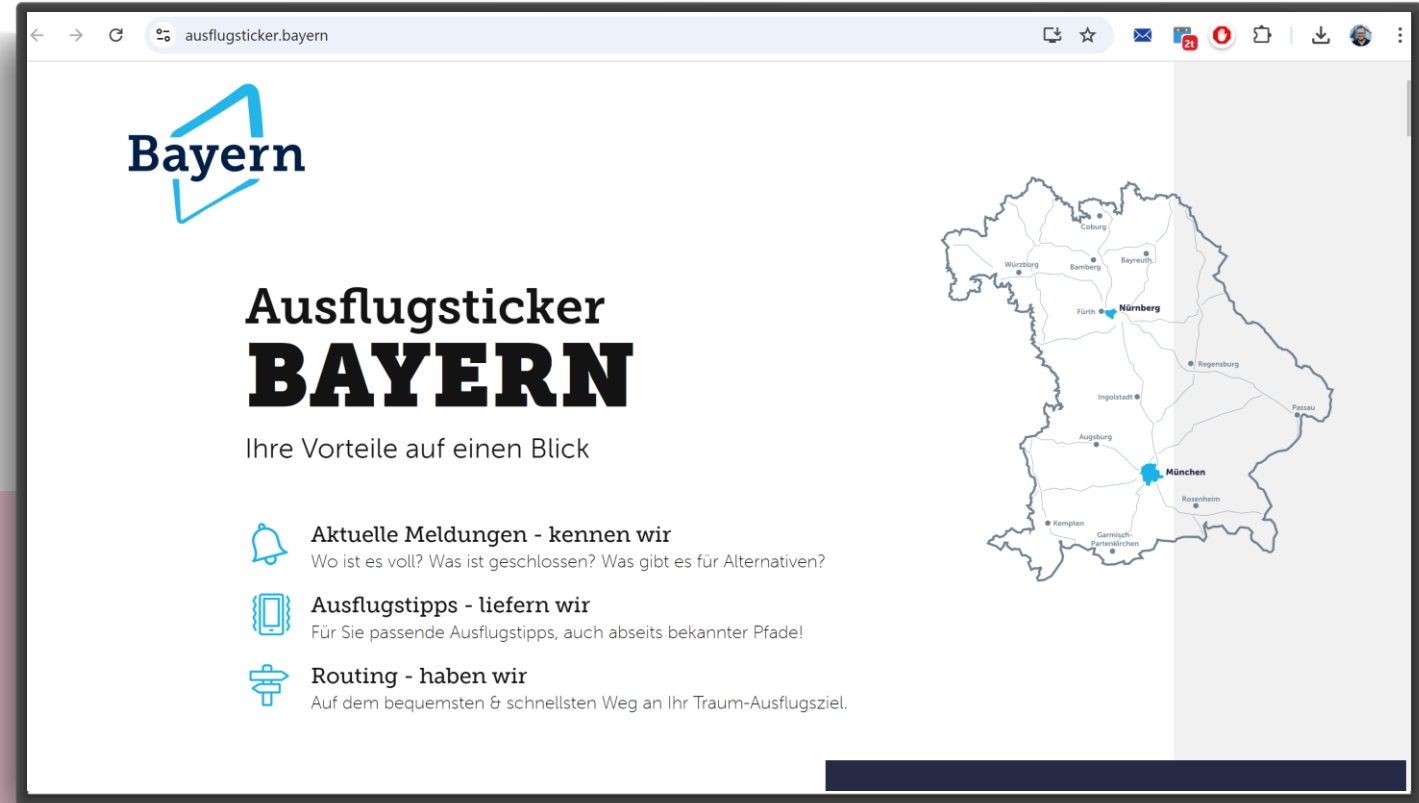 ausflugsticker.bayern
2t
Bayern
Ausflugsticker
BAYERN
Ihre Vorteile auf einen Blick
Aktuelle Meldungen - kennen wir
Wo ist es voll? Was ist geschlossen? Was gibt es für Alternativen?
Ausflugstipps - liefern wir
Für Sie passende Ausflugstipps, auch abseits bekannter Pfade!
Routing - haben wir
Auf dem bequemsten & schnellsten Weg an Ihr Traum-Ausflugsziel.
Coburg
Würzburg
Bamberg
Bayreuth
Fürth
Nürnberg
Regensburg
Ingolstadt
Passau
Augsburg
München
Rosenheim
Kempten
Garmisch-
Partenkirchen